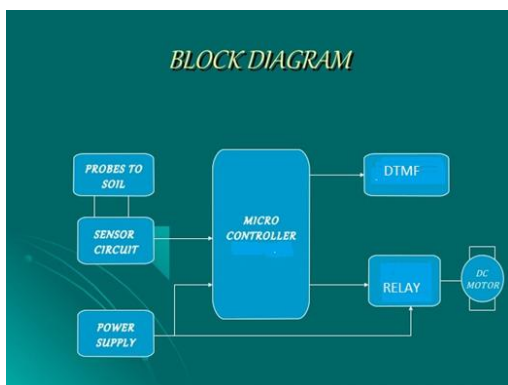 BLOCK DIAGRAM
PROBES TO
SOIL
SENSOR
CIRCUIT
POWER
SUPPLY
MICRO
CONTROLLER
DTMF
RELAY
DC
MOTOR